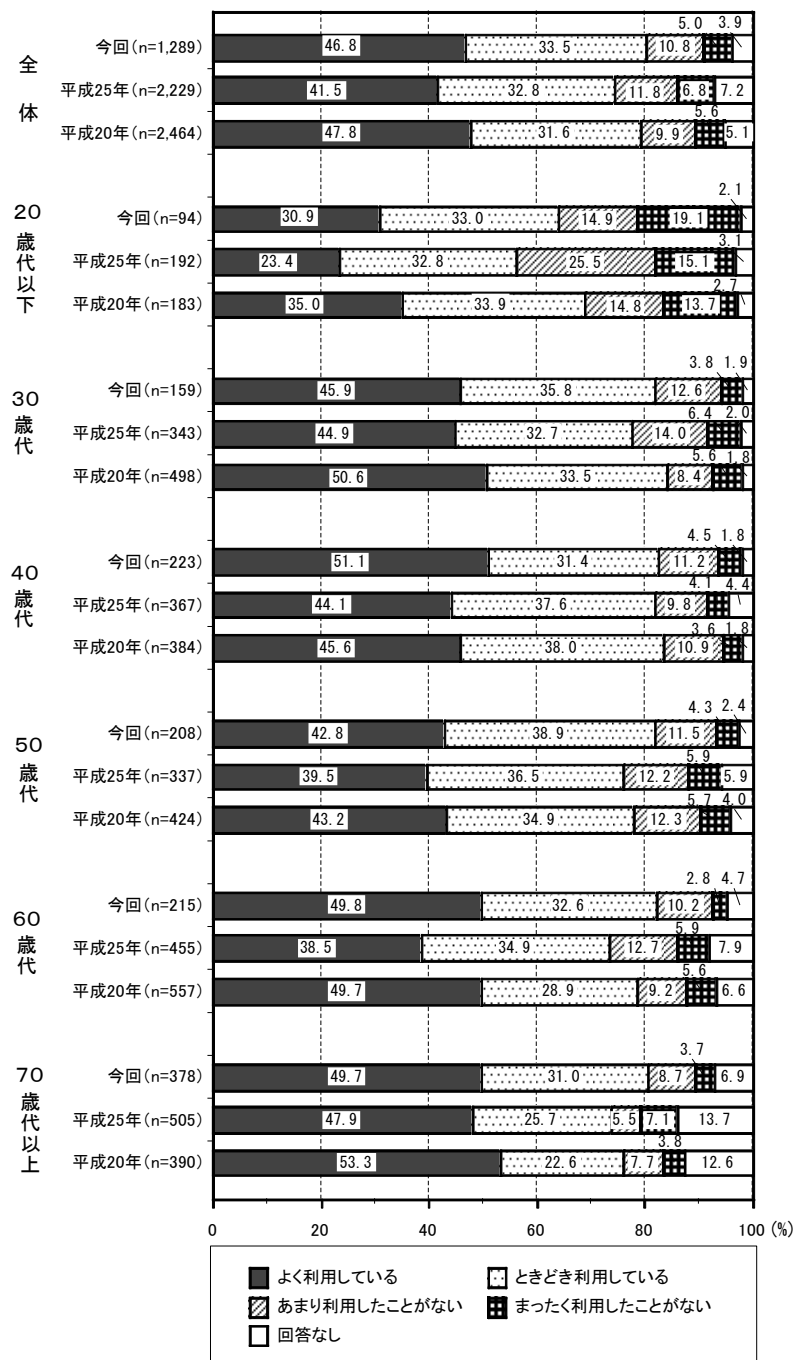 全体
5.0 3.9
今回(n=1,289) 46.8 33.5 10.8
平成25年(n=2,229) 41.5 32.8 11.8 6.8 7.2
5.6
平成20年(n=2,464) 47.8 31.6 9.9 5.1
20歳代以下
2.1
今回(n=94) 30.9 33.0 14.9 19.1
3.1
平成25年(n=192) 23.4 32.8 25.5 15.1
2.7
平成20年(n=183) 35.0 33.9 14.8 13.7
30歳代
3.8 1.9
今回(n=159) 45.9 35.8 12.6
6.4 2.0
平成25年(n=343) 44.9 32.7 14.0
5.6 1.8
平成20年(n=498) 50.6 33.5 8.4
40歳代
4.5 1.8
今回(n=223) 51.1 31.4 11.2
4.1 4.4
平成25年(n=367) 44.1 37.6 9.8
3.6 1.8
平成20年(n=384) 45.6 38.0 10.9
50歳代
4.3 2.4
今回(n=208) 42.8 38.9 11.5
5.9
平成25年(n=337) 39.5 36.5 12.2 5.9
5.7 4.0
平成20年(n=424) 43.2 34.9 12.3
60歳代
2.8 4.7
今回(n=215) 49.8 32.6 10.2
5.9
平成25年(n=455) 38.5 34.9 12.7 7.9
5.6
平成20年(n=557) 49.7 28.9 9.2 6.6
70歳代以上
3.7
今回(n=378) 49.7 31.0 8.7 6.9
平成25年(n=505) 47.9 25.7 5.5 7.1 13.7
3.8
平成20年(n=390) 53.3 22.6 7.7 12.6
0 20 40 60 80 100 (%)
よく利用している ときどき利用している
あまり利用したことがない まったく利用したことがない
回答なし